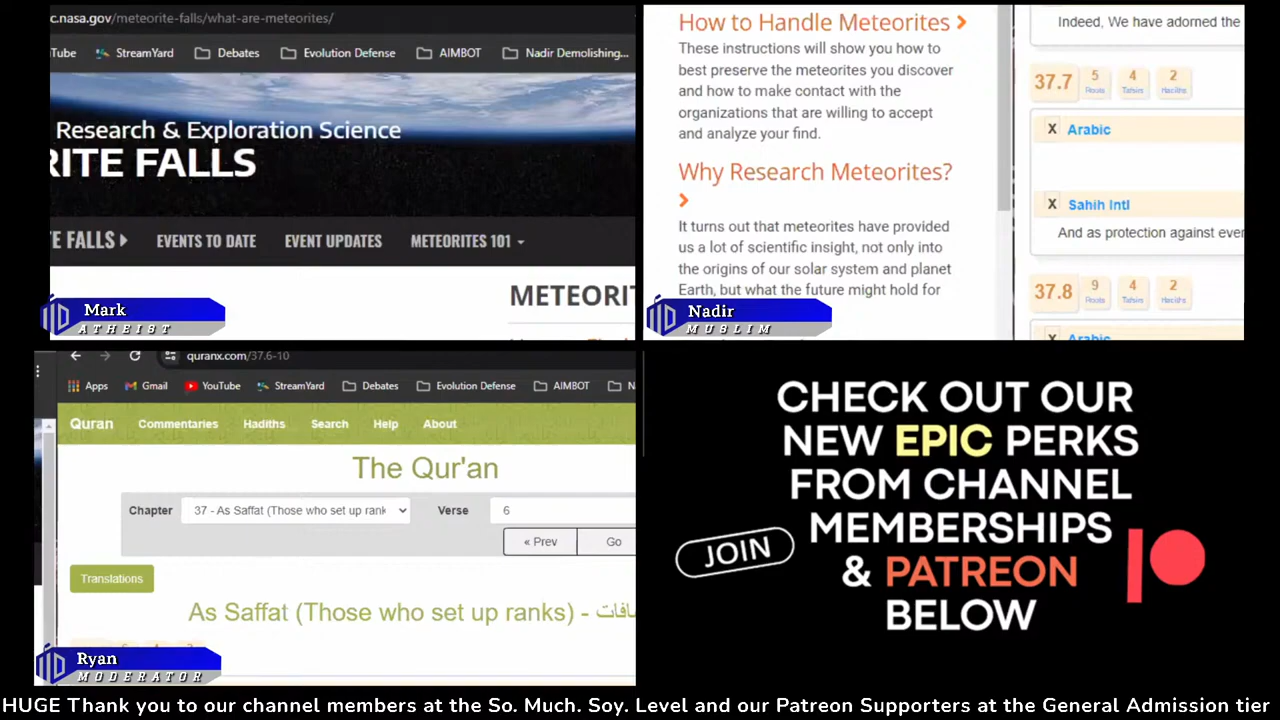 c.nasa.gov/meteorite-falls/what-are-meteorites/
Tube StreamYard Debates Evolution Defense AIMBOT Nadir Demolishing...
Research & Exploration Science
RITE FALLS
E FALLS EVENTS TO DATE EVENT UPDATES METEORITES 101
METEORIT
Mark
ATHEIST
How to Handle Meteorites
These instructions will show you how to
best preserve the meteorites you discover
and how to make contact with the
organizations that are willing to accept
and analyze your find.
Why Research Meteorites?
It turns out that meteorites have provided
us a lot of scientific insight, not only into
the origins of our solar system and planet
Earth, but what the future might hold for
Indeed, We have adorned the
37.7 5 Roots 4 Tafsirs 2 Hadiths
X Arabic
X Sahih Intl
And as protection against ever
37.8 9 Roots 4 Tafsirs 2 Hadiths
X Arabic
Nadir
MUSLIM
quranx.com/37.6-10
Apps Gmail YouTube StreamYard Debates Evolution Defense AIMBOT N
Quran Commentaries Hadiths Search Help About
The Qur'an
Chapter 37 - As Saffat (Those who set up rank Verse 6
« Prev Go
Translations
As Saffat (Those who set up ranks) - افات
Ryan
MODERATOR
CHECK OUT OUR
NEW EPIC PERKS
FROM CHANNEL
MEMBERSHIPS
JOIN
& PATREON
BELOW
HUGE Thank you to our channel members at the So. Much. Soy. Level and our Patreon Supporters at the General Admission tier